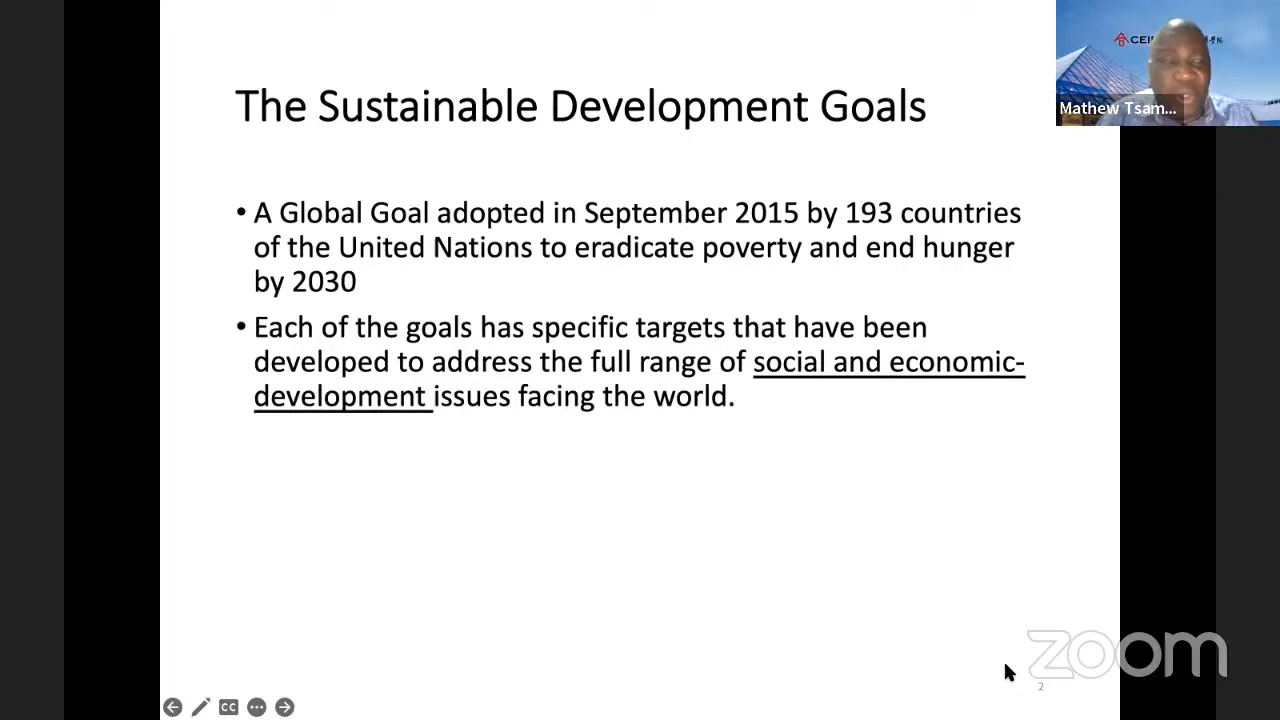 The Sustainable Development Goals
• A Global Goal adopted in September 2015 by 193 countries
of the United Nations to eradicate poverty and end hunger
by 2030
• Each of the goals has specific targets that have been
developed to address the full range of social and economic-
development issues facing the world.
Mathew Tsam...
zoom
2
CC